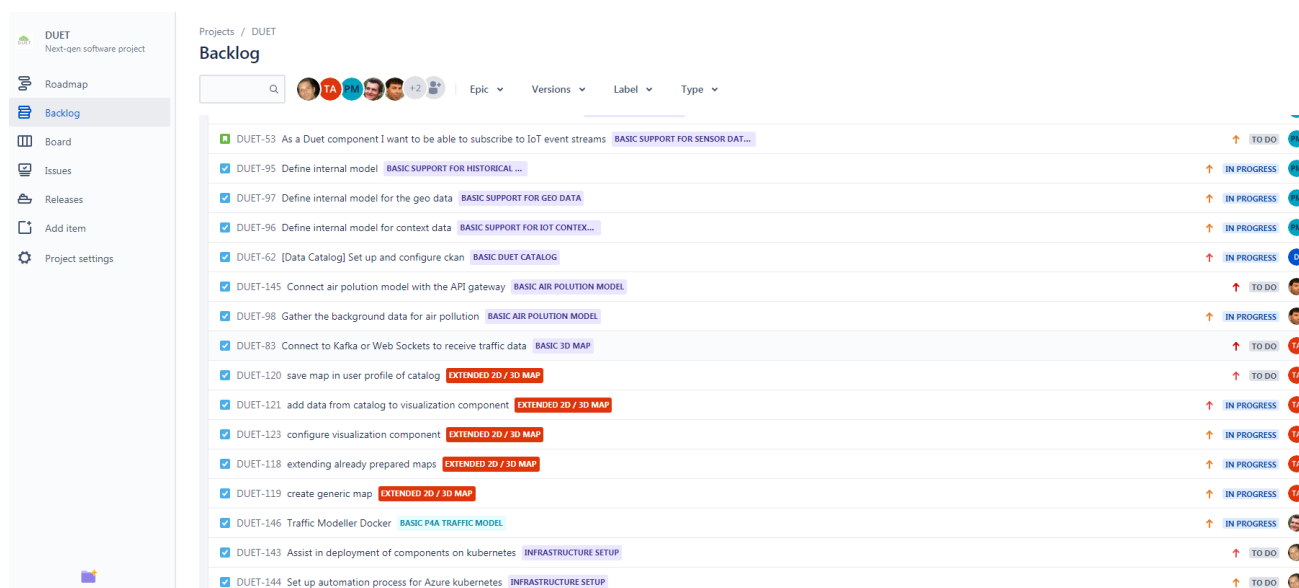 DUET
Next-gen software project
Roadmap
Backlog
Board
Issues
Releases
Add item
Project settings
Projects / DUET
Backlog
TA PM +2 Epic Versions Label Type
DUET-53 As a Duet component I want to be able to subscribe to IoT event streams BASIC SUPPORT FOR SENSOR DAT... TO DO PM
DUET-95 Define internal model BASIC SUPPORT FOR HISTORICAL ... IN PROGRESS PM
DUET-97 Define internal model for the geo data BASIC SUPPORT FOR GEO DATA IN PROGRESS PM
DUET-96 Define internal model for context data BASIC SUPPORT FOR IOT CONTEX... IN PROGRESS PM
DUET-62 [Data Catalog] Set up and configure ckan BASIC DUET CATALOG IN PROGRESS D
DUET-145 Connect air polution model with the API gateway BASIC AIR POLUTION MODEL TO DO
DUET-98 Gather the background data for air pollution BASIC AIR POLUTION MODEL IN PROGRESS
DUET-83 Connect to Kafka or Web Sockets to receive traffic data BASIC 3D MAP TO DO TA
DUET-120 save map in user profile of catalog EXTENDED 2D / 3D MAP TO DO TA
DUET-121 add data from catalog to visualization component EXTENDED 2D / 3D MAP IN PROGRESS TA
DUET-123 configure visualization component EXTENDED 2D / 3D MAP IN PROGRESS TA
DUET-118 extending already prepared maps EXTENDED 2D / 3D MAP IN PROGRESS TA
DUET-119 create generic map EXTENDED 2D / 3D MAP IN PROGRESS TA
DUET-146 Traffic Modeller Docker BASIC P4A TRAFFIC MODEL IN PROGRESS
DUET-143 Assist in deployment of components on kubernetes INFRASTRUCTURE SETUP TO DO
DUET-144 Set up automation process for Azure kubernetes INFRASTRUCTURE SETUP TO DO